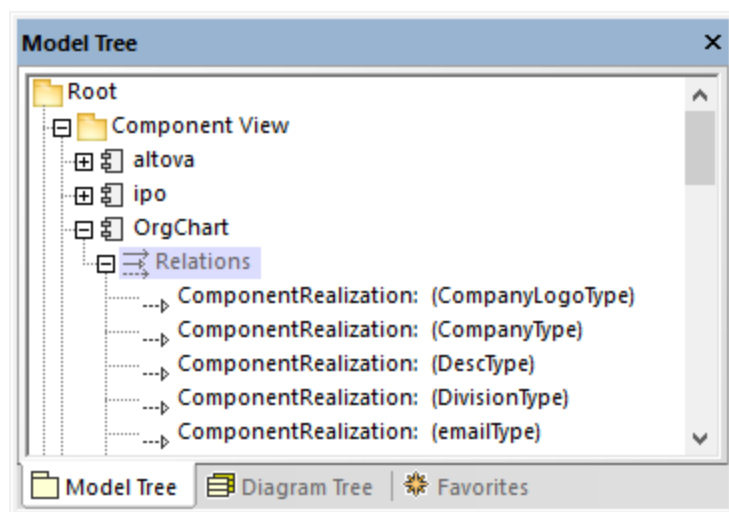 Model Tree
Root
Component View
altova
ipo
OrgChart
Relations
ComponentRealization: (CompanyLogoType)
ComponentRealization: (CompanyType)
ComponentRealization: (DescType)
ComponentRealization: (DivisionType)
ComponentRealization: (emailType)
Model Tree Diagram Tree Favorites